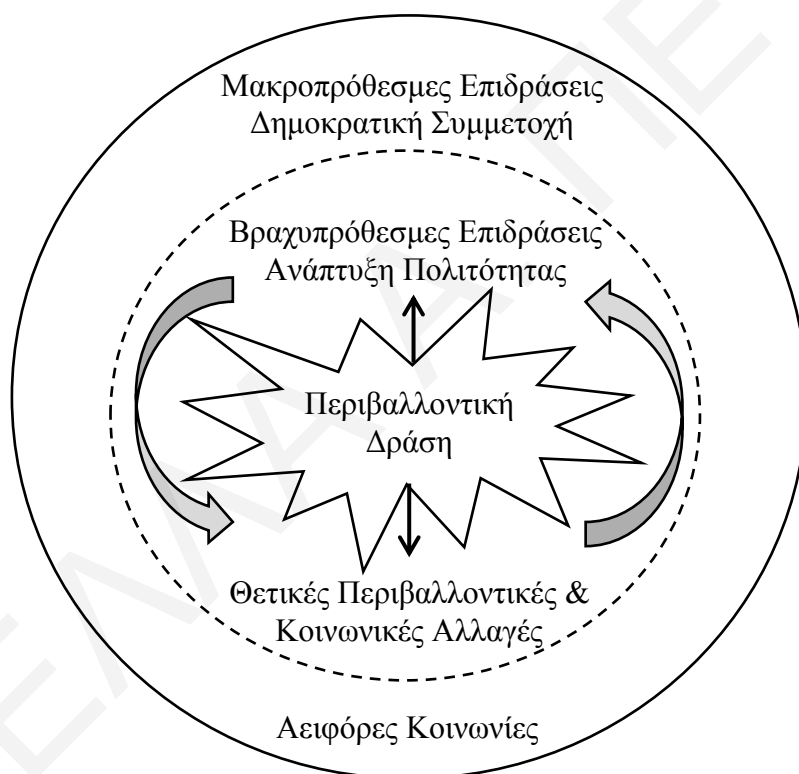 Μακροπρόθεσμες Επιδράσεις
Δημοκρατική Συμμετοχή
Βραχυπρόθεσμες Επιδράσεις
Ανάπτυξη Πολιτότητας
Περιβαλλοντική
Δράση
Θετικές Περιβαλλοντικές &
Κοινωνικές Αλλαγές
Αειφόρες Κοινωνίες